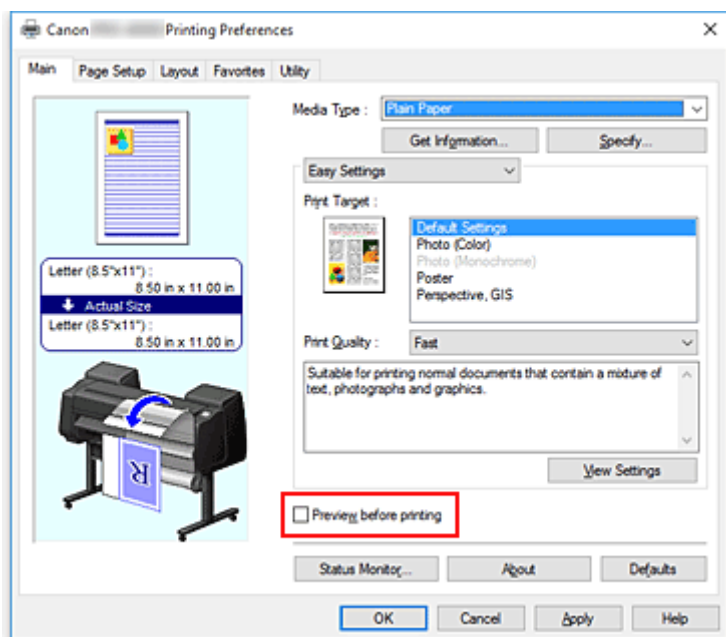 Canon Printing Preferences
Main Page Setup Layout Favorites Utility
Media Type : Plain Paper
Get Information... Specify...
Easy Settings
Print Target :
Default Settings
Photo (Color)
Photo (Monochrome)
Poster
Perspective, GIS
Letter (8.5"x11") :
8.50 in x 11.00 in
Actual Size
Letter (8.5"x11") :
8.50 in x 11.00 in
Print Quality : Fast
Suitable for printing normal documents that contain a mixture of
text, photographs and graphics.
R
View Settings
Preview before printing
Status Monitor... About Defaults
OK Cancel Apply Help